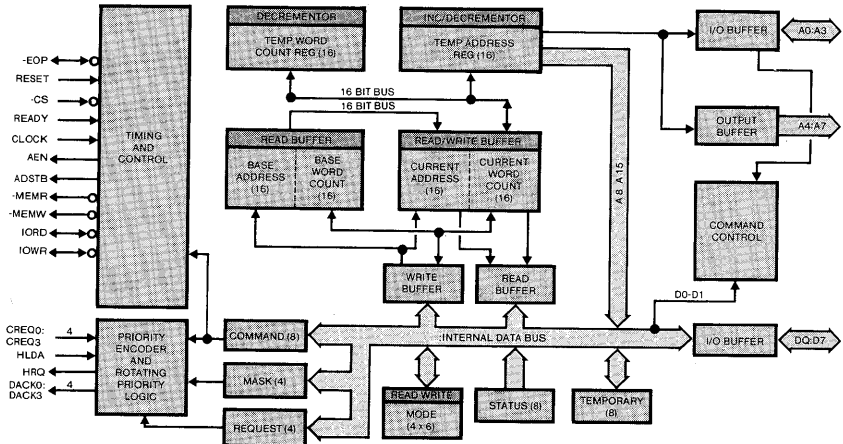 -EOP
RESET
-CS
READY
CLOCK
AEN
ADSTB
-MEMR
-MEMW
IORD
IOWR
TIMING
AND
CONTROL
DECREMENTOR
TEMP WORD
COUNT REG (16)
INC/DECREMENTOR
TEMP ADDRESS
REG (16)
16 BIT BUS
16 BIT BUS
READ BUFFER
BASE
ADDRESS
(16)
BASE
WORD
COUNT
(16)
READ/WRITE BUFFER
CURRENT
ADDRESS
(16)
CURRENT
WORD
COUNT
(16)
A8 A15
I/O BUFFER
A0:A3
OUTPUT
BUFFER
A4:A7
COMMAND
CONTROL
WRITE
BUFFER
READ
BUFFER
D0-D1
CREQ0:
CREQ3
4
HLDA
HRQ
DACK0:
DACK3
4
PRIORITY
ENCODER
AND
ROTATING
PRIORITY
LOGIC
COMMAND (8)
MASK (4)
REQUEST (4)
:INTERNAL DATA BUS
I/O BUFFER
DQ:D7
READ WRITE
MODE
(4 x 6)
STATUS (8)
TEMPORARY
(8)